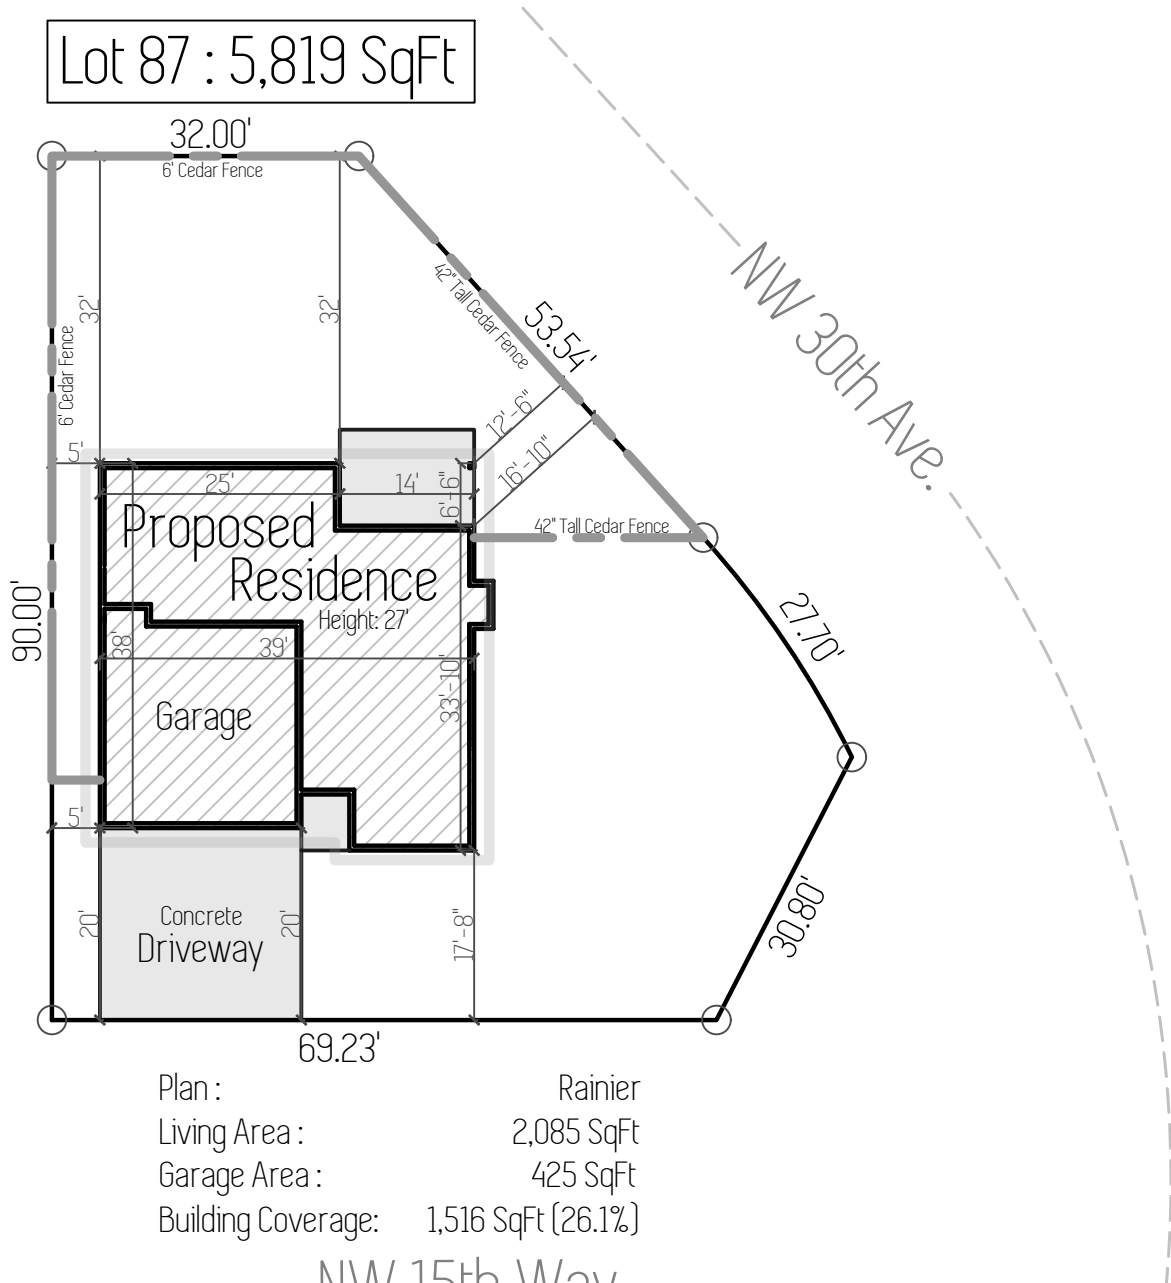 Lot 87 : 5,819 SqFt
32.00'
6' Cedar Fence
NW 30th Ave.
42" Tall Cedar Fence
53.54'
32'
32'
6' Cedar Fence
12'-6"
16'-10"
5'
25'
14'
6'-6"
42" Tall Cedar Fence
Proposed
Residence
Height: 27'
90.00'
38'
39'
33'-10"
27.70'
Garage
5'
20'
20'
17'-8"
30.80'
Concrete
Driveway
69.23'
Plan : Rainier
Living Area : 2,085 SqFt
Garage Area : 425 SqFt
Building Coverage: 1,516 SqFt (26.1%)
NW 15th Way